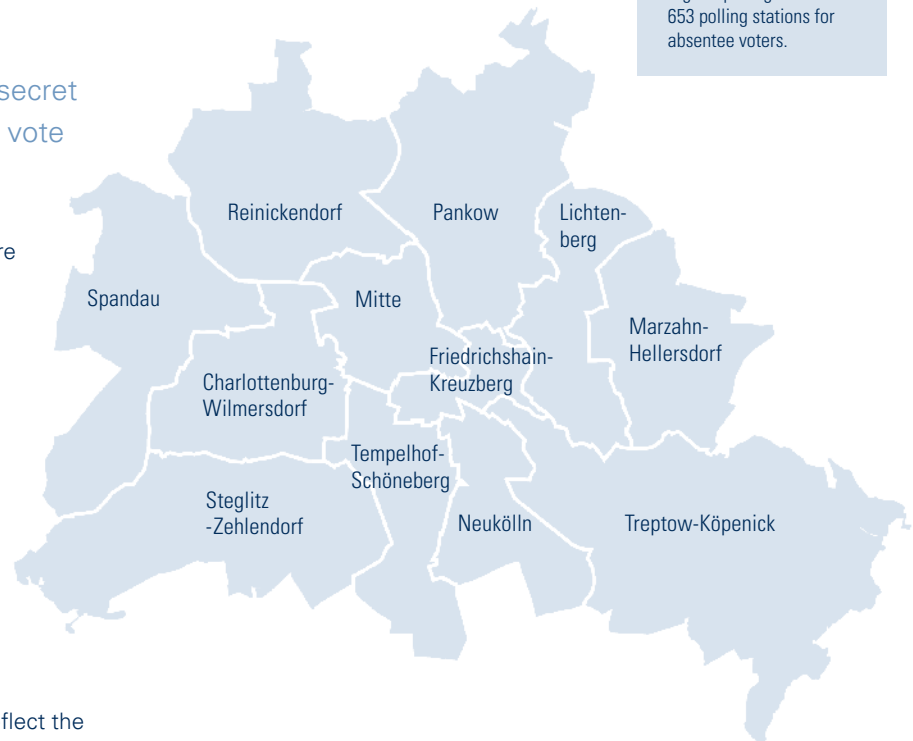 653 polling stations for
absentee voters.
secret
vote
re
flect the
Reinickendorf
Pankow
Lichten-
berg
Spandau
Mitte
Marzahn-
Hellersdorf
Friedrichshain-
Kreuzberg
Charlottenburg-
Wilmersdorf
Tempelhof-
Schöneberg
Steglitz
-Zehlendorf
Neukölln
Treptow-Köpenick